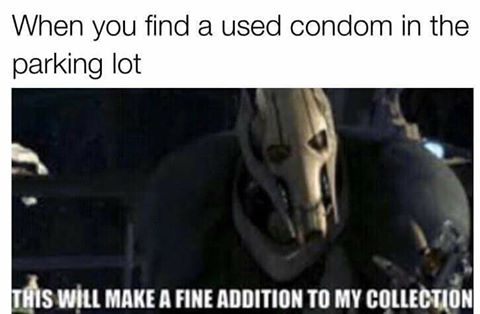 When you find a used condom in the
parking lot
THIS WILL MAKE A FINE ADDITION TO MY COLLECTION